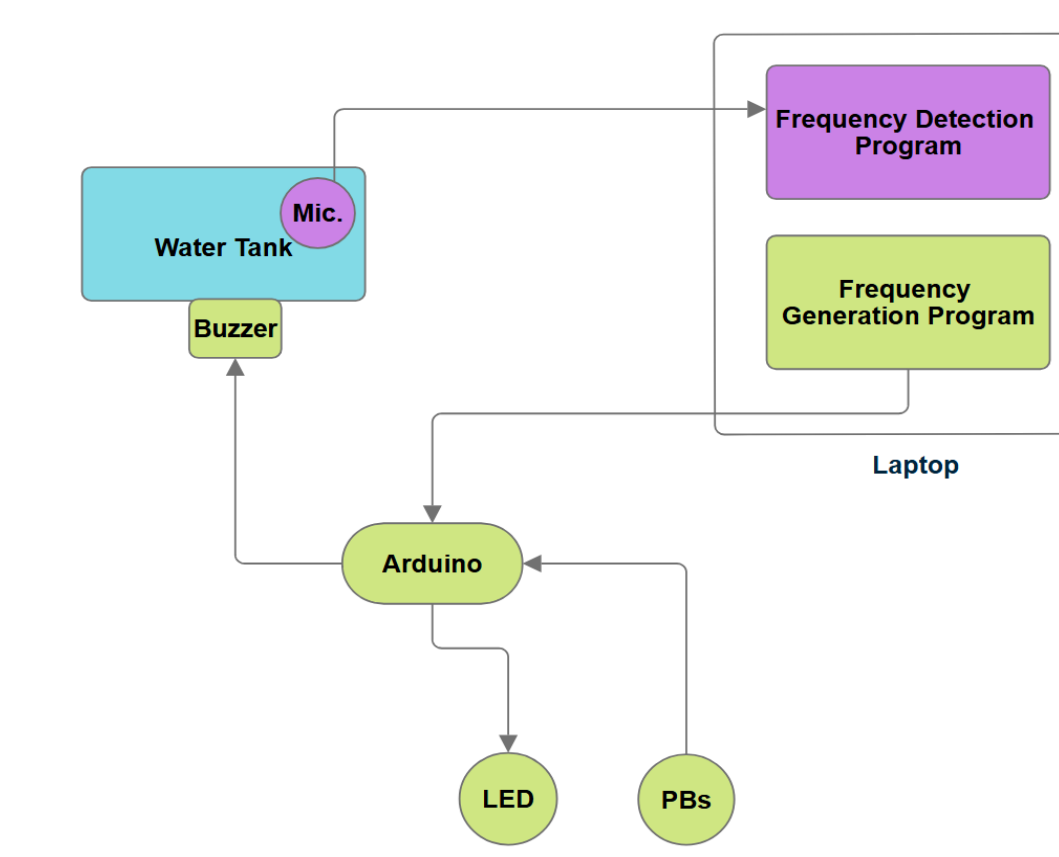 Frequency Detection
Program
Mic.
Water Tank
Frequency
Generation Program
Buzzer
Laptop
Arduino
LED
PBs